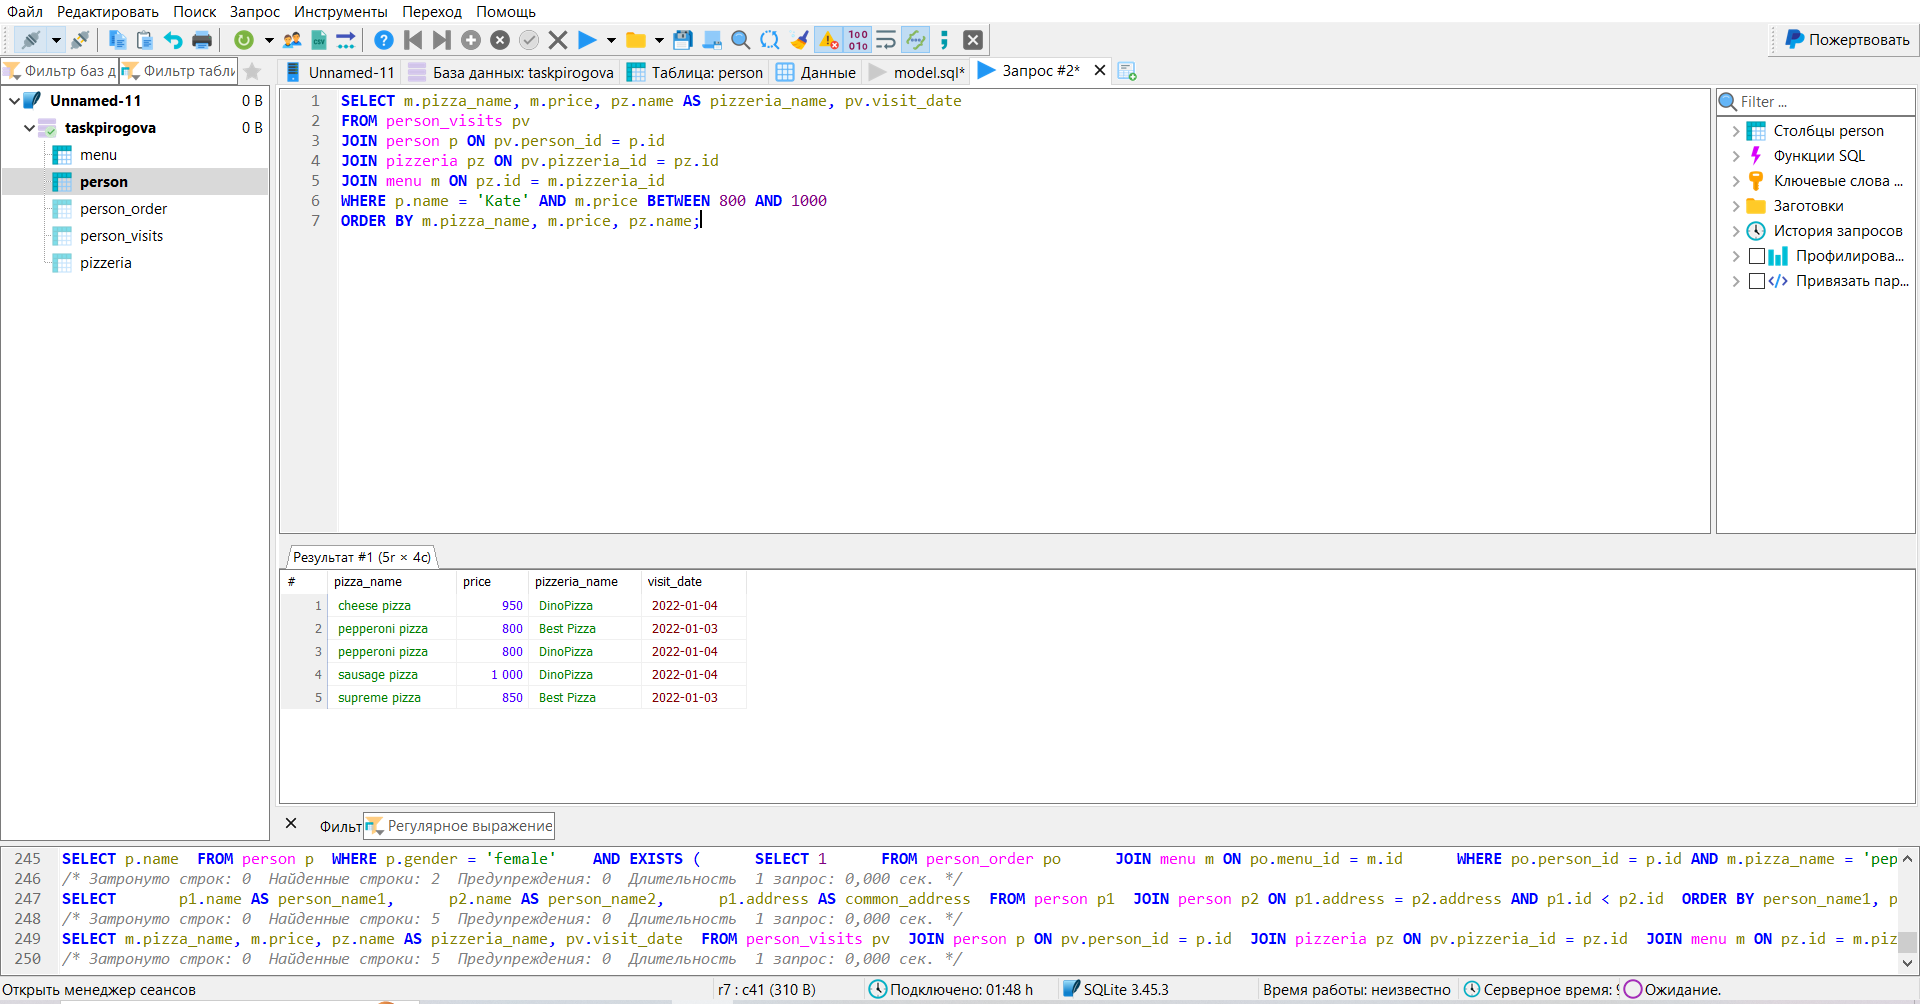 Файл Редактировать Поиск Запрос Инструменты Переход Помощь
Пожертвовать
Фильтр баз д Фильтр табли
Unnamed-11 База данных: taskpirogova Таблица: person Данные model.sql* Запрос #2*
Unnamed-11 0 B
taskpirogova 0 B
menu
person
person_order
person_visits
pizzeria
1 SELECT m.pizza_name, m.price, pz.name AS pizzeria_name, pv.visit_date
2 FROM person_visits pv
3 JOIN person p ON pv.person_id = p.id
4 JOIN pizzeria pz ON pv.pizzeria_id = pz.id
5 JOIN menu m ON pz.id = m.pizzeria_id
6 WHERE p.name = 'Kate' AND m.price BETWEEN 800 AND 1000
7 ORDER BY m.pizza_name, m.price, pz.name;
Filter ...
Столбцы person
Функции SQL
Ключевые слова ...
Заготовки
История запросов
Профилирова...
Привязать пар...
Результат #1 (5r × 4c)
# pizza_name price pizzeria_name visit_date
1 cheese pizza 950 DinoPizza 2022-01-04
2 pepperoni pizza 800 Best Pizza 2022-01-03
3 pepperoni pizza 800 DinoPizza 2022-01-04
4 sausage pizza 1 000 DinoPizza 2022-01-04
5 supreme pizza 850 Best Pizza 2022-01-03
Фильт Регулярное выражение
245 SELECT p.name FROM person p WHERE p.gender = 'female' AND EXISTS ( SELECT 1 FROM person_order po JOIN menu m ON po.menu_id = m.id WHERE po.person_id = p.id AND m.pizza_name = 'pep
246 /* Затронуто строк: 0 Найденные строки: 2 Предупреждения: 0 Длительность 1 запрос: 0,000 сек. */
247 SELECT p1.name AS person_name1, p2.name AS person_name2, p1.address AS common_address FROM person p1 JOIN person p2 ON p1.address = p2.address AND p1.id < p2.id ORDER BY person_name1, p
248 /* Затронуто строк: 0 Найденные строки: 5 Предупреждения: 0 Длительность 1 запрос: 0,000 сек. */
249 SELECT m.pizza_name, m.price, pz.name AS pizzeria_name, pv.visit_date FROM person_visits pv JOIN person p ON pv.person_id = p.id JOIN pizzeria pz ON pv.pizzeria_id = pz.id JOIN menu m ON pz.id = m.piz
250 /* Затронуто строк: 0 Найденные строки: 5 Предупреждения: 0 Длительность 1 запрос: 0,000 сек. */
Открыть менеджер сеансов r7 : c41 (310 B) Подключено: 01:48 h SQLite 3.45.3 Время работы: неизвестно Серверное время: Ожидание.